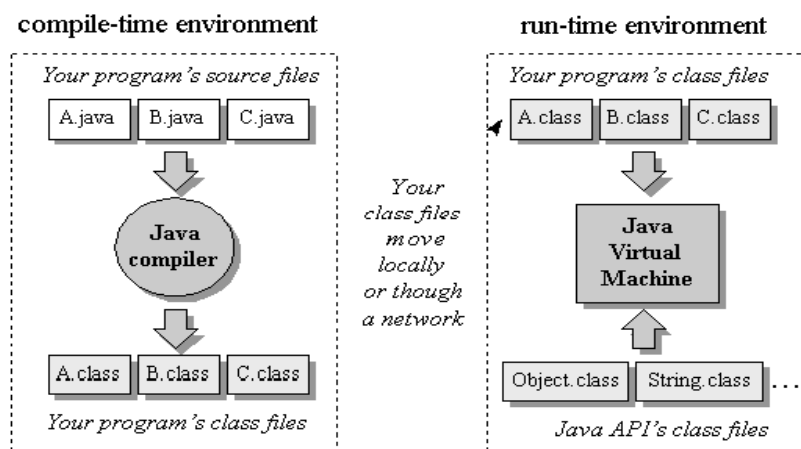 compile-time environment
Your program's source files
A.java B.java C.java
Java
compiler
A.class B.class C.class
Your program's class files
Your
class files
move
locally
or though
a network
run-time environment
Your program's class files
A.class B.class C.class
Java
Virtual
Machine
Object.class String.class ...
Java API's class files